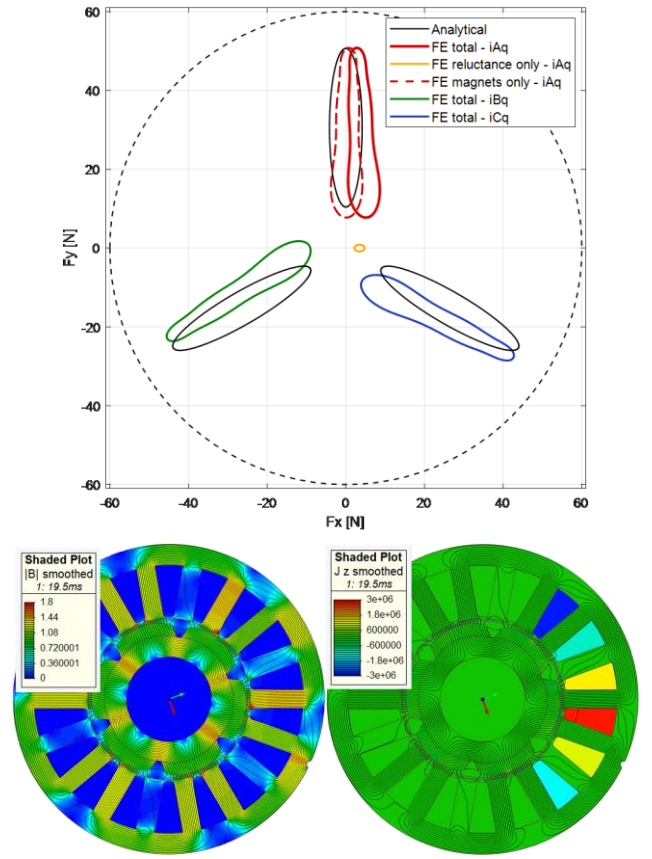 60
40
20
0
-20
-40
-60
Fy [N]
Analytical
FE total - iAq
FE reluctance only - iAq
FE magnets only - iAq
FE total - iBq
FE total - iCq
-60 -40 -20 0 20 40 60
Fx [N]
Shaded Plot
|B| smoothed
1: 19.5ms
1.8
1.44
1.08
0.720001
0.360001
0
Shaded Plot
J z smoothed
1: 19.5ms
3e+06
1.8e+06
600000
-600000
-1.8e+06
-3e+06